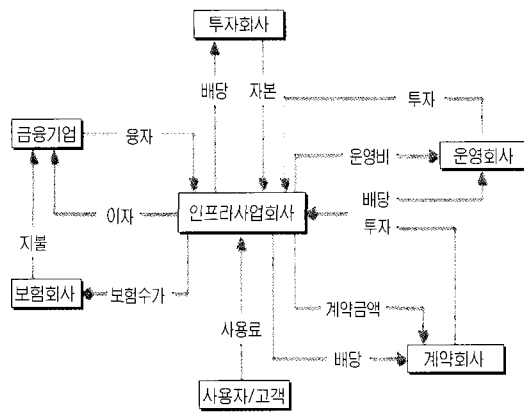 투자회사
배당
자본
투자
금융기업
융자
운영비
운영회사
이자
인프라사업회사
배당
투자
지불
보험회사
보험수가
계약금액
사용료
배당
계약회사
사용자/고객